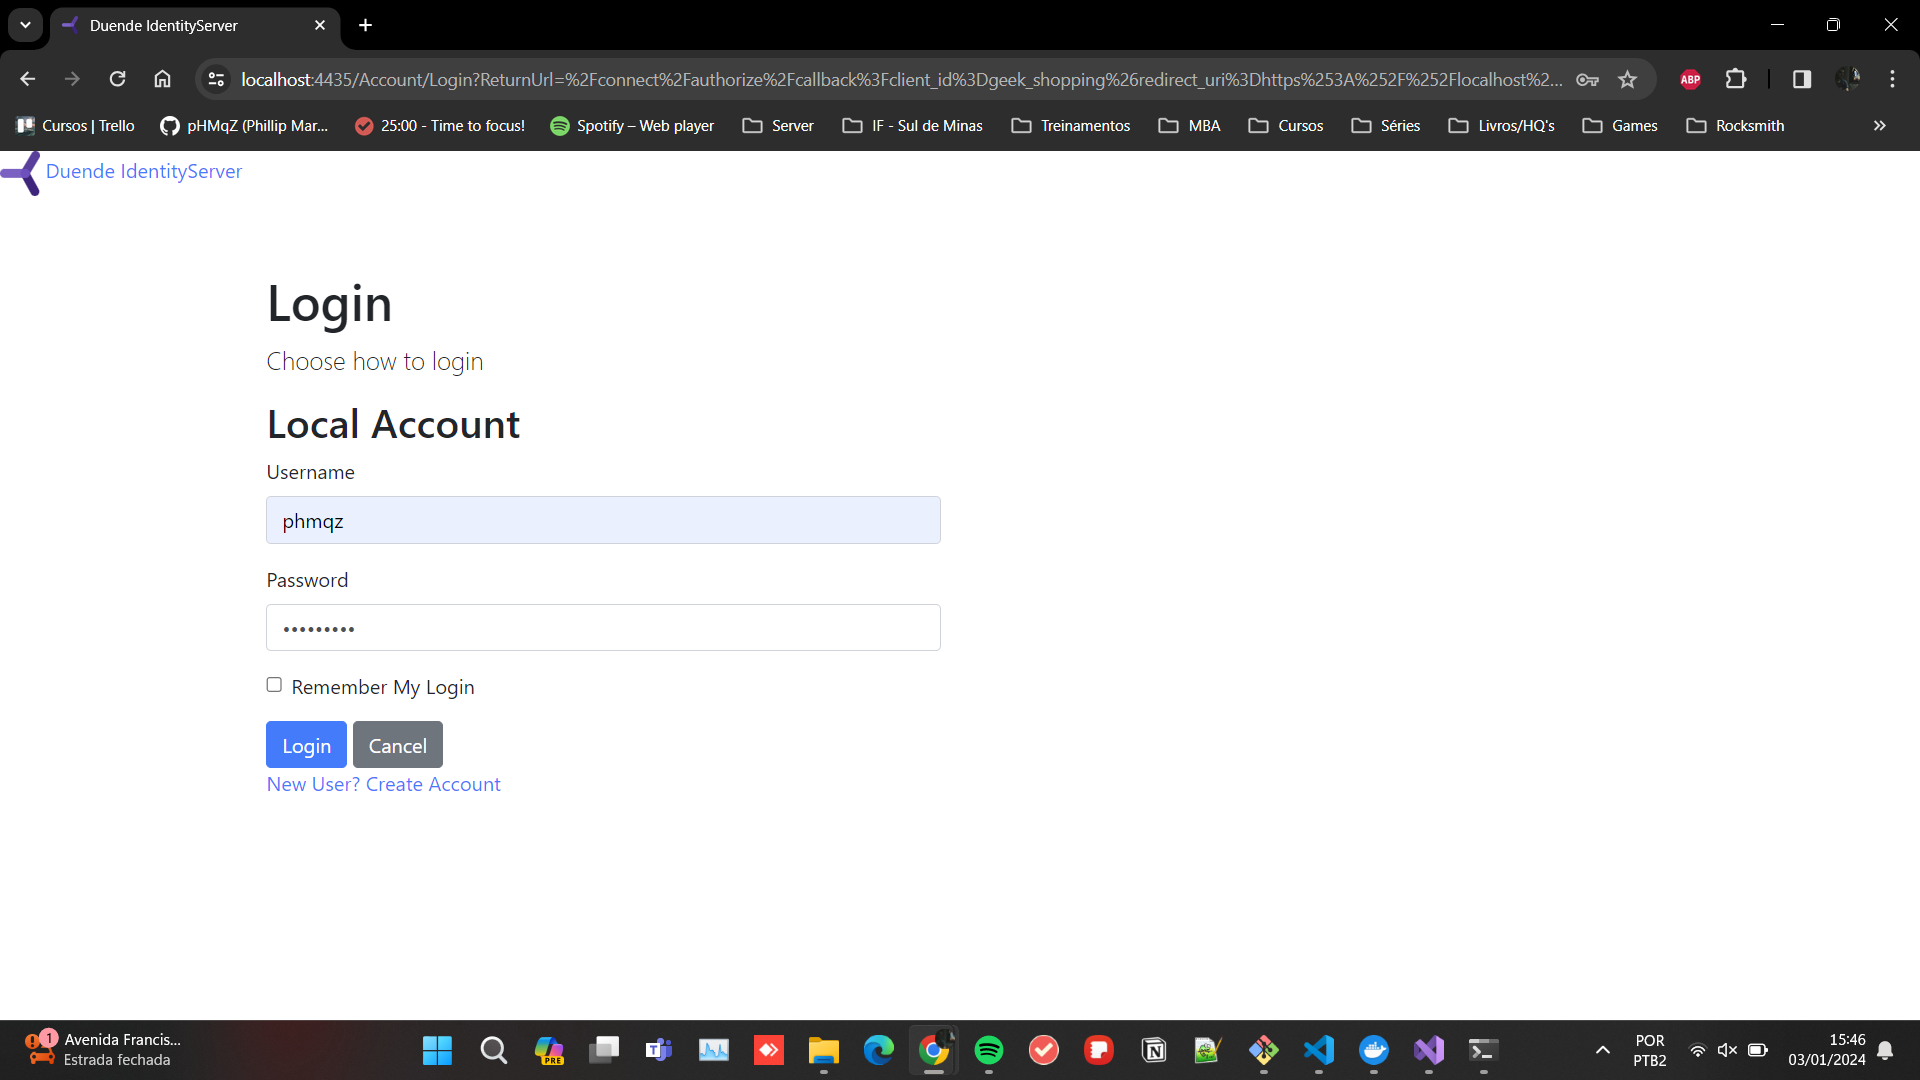 Duende IdentityServer
localhost:4435/Account/Login?ReturnUrl=%2Fconnect%2Fauthorize%2Fcallback%3Fclient_id%3Dgeek_shopping%26redirect_uri%3Dhttps%253A%252F%252Flocalhost%2...
ABP
Cursos | Trello
pHMqZ (Phillip Mar...
25:00 - Time to focus!
Spotify – Web player
Server
IF - Sul de Minas
Treinamentos
MBA
Cursos
Séries
Livros/HQ's
Games
Rocksmith
Duende IdentityServer
Login
Choose how to login
Local Account
Username
phmqz
Password
•••••••••
Remember My Login
Login
Cancel
New User? Create Account
1
Avenida Francis...
Estrada fechada
PRE
POR
PTB2
15:46
03/01/2024